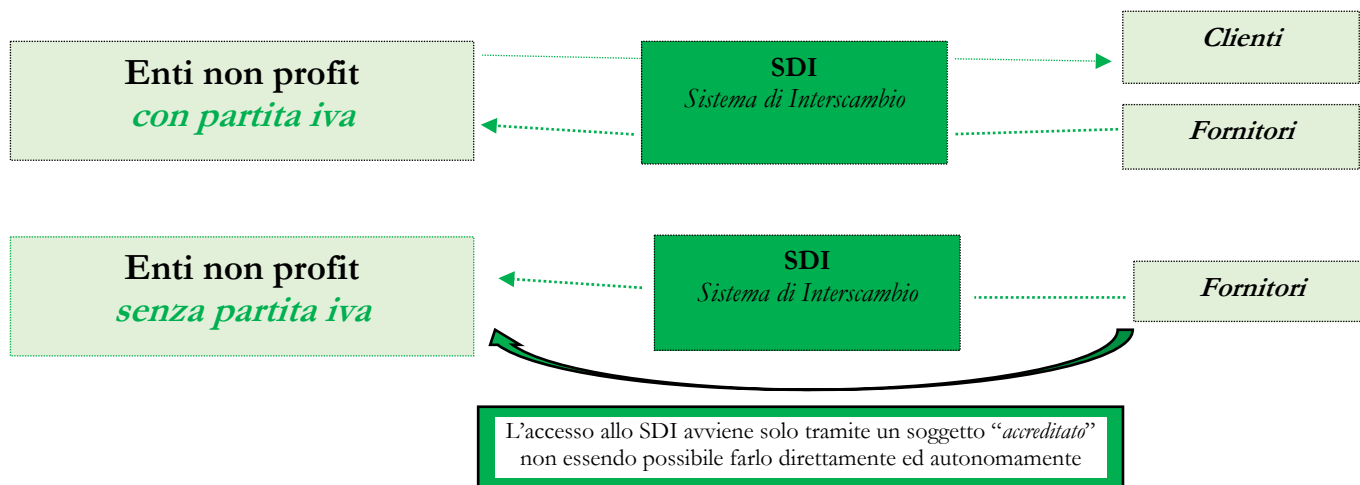 Enti non profit
con partita iva
SDI
Sistema di Interscambio
Clienti
Fornitori
Enti non profit
senza partita iva
SDI
Sistema di Interscambio
Fornitori
L’accesso allo SDI avviene solo tramite un soggetto “accreditato”
non essendo possibile farlo direttamente ed autonomamente